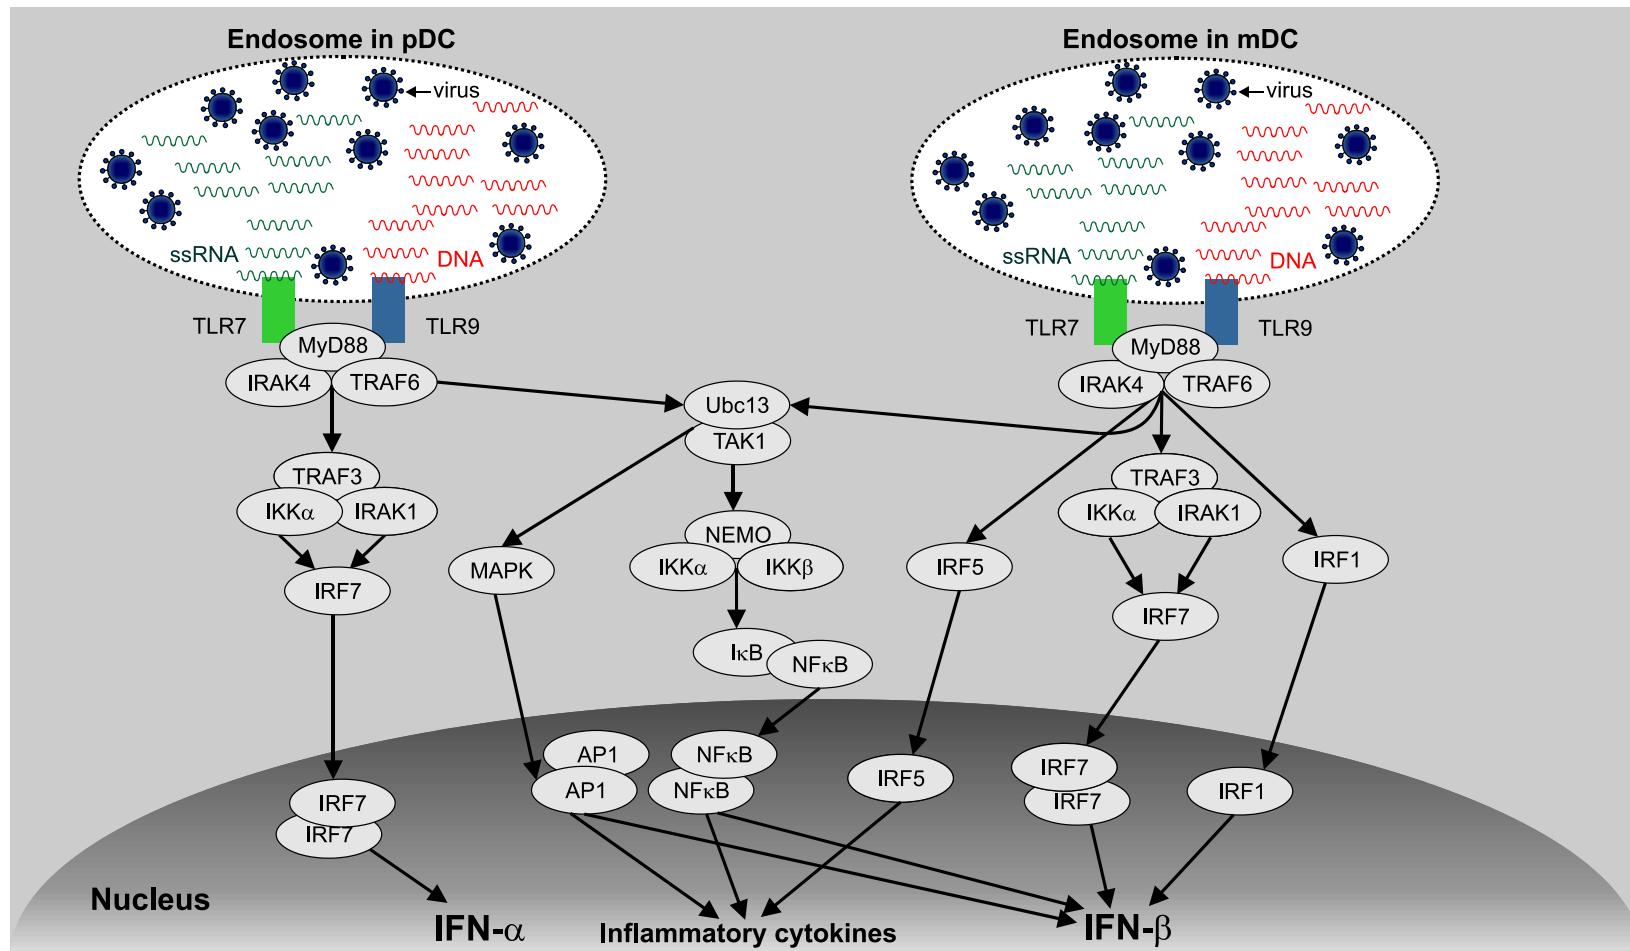 Endosome in pDC
Endosome in mDC
virus
virus
ssRNA
DNA
ssRNA
DNA
TLR7
TLR9
TLR7
TLR9
MyD88
MyD88
IRAK4
TRAF6
IRAK4
TRAF6
Ubc13
TAK1
TRAF3
TRAF3
IKKα
IRAK1
IKKα
IRAK1
NEMO
MAPK
IKKα
IKKβ
IRF5
IRF1
IRF7
IRF7
IκB
NFκB
AP1
NFκB
IRF5
IRF7
IRF1
AP1
NFκB
IRF7
IRF7
IRF7
Nucleus
IFN-α
Inflammatory cytokines
IFN-β